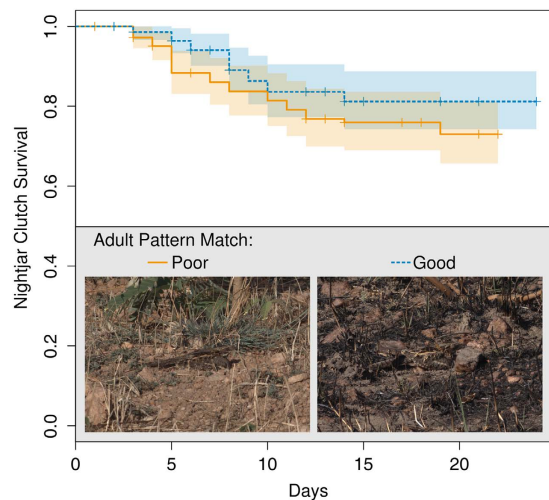 1.0
0.8
0.6
0.4
0.2
0.0
Nightjar Clutch Survival
Adult Pattern Match:
Poor Good
0 5 10 15 20
Days